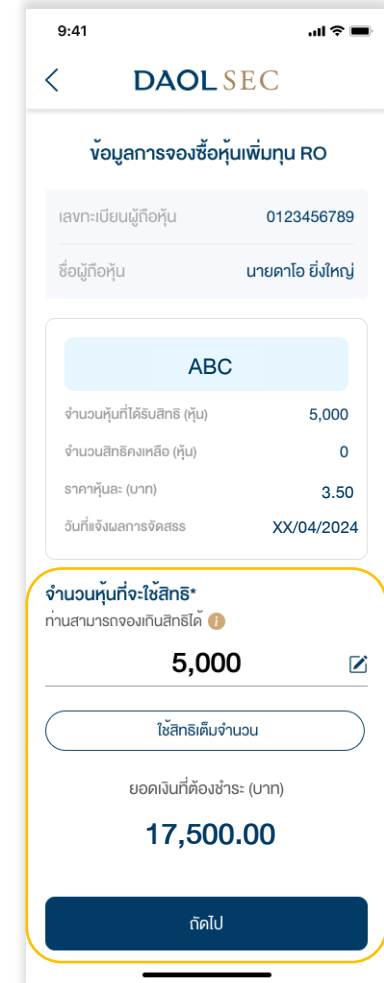 9:41
DAOL SEC
ข้อมูลการจองซื้อหุ้นเพิ่มทุน RO
เลขทะเบียนผู้ถือหุ้น 0123456789
ชื่อผู้ถือหุ้น นายดาโอ ยิ่งใหญ่
ABC
จำนวนหุ้นที่ได้รับสิทธิ (หุ้น) 5,000
จำนวนสิทธิคงเหลือ (หุ้น) 0
ราคาหุ้นละ (บาท) 3.50
วันที่แจ้งผลการจัดสรร XX/04/2024
จำนวนหุ้นที่จะใช้สิทธิ*
ท่านสามารถจองเกินสิทธิได้ i
5,000
ใช้สิทธิเต็มจำนวน
ยอดเงินที่ต้องชำระ (บาท)
17,500.00
ถัดไป